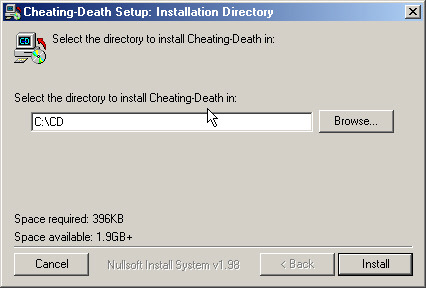 Cheating-Death Setup: Installation Directory
CD
Select the directory to install Cheating-Death in:
Select the directory to install Cheating-Death in:
C:\CD
Browse...
Space required: 396KB
Space available: 1.9GB+
Cancel
Nullsoft Install System v1.98
< Back
Install